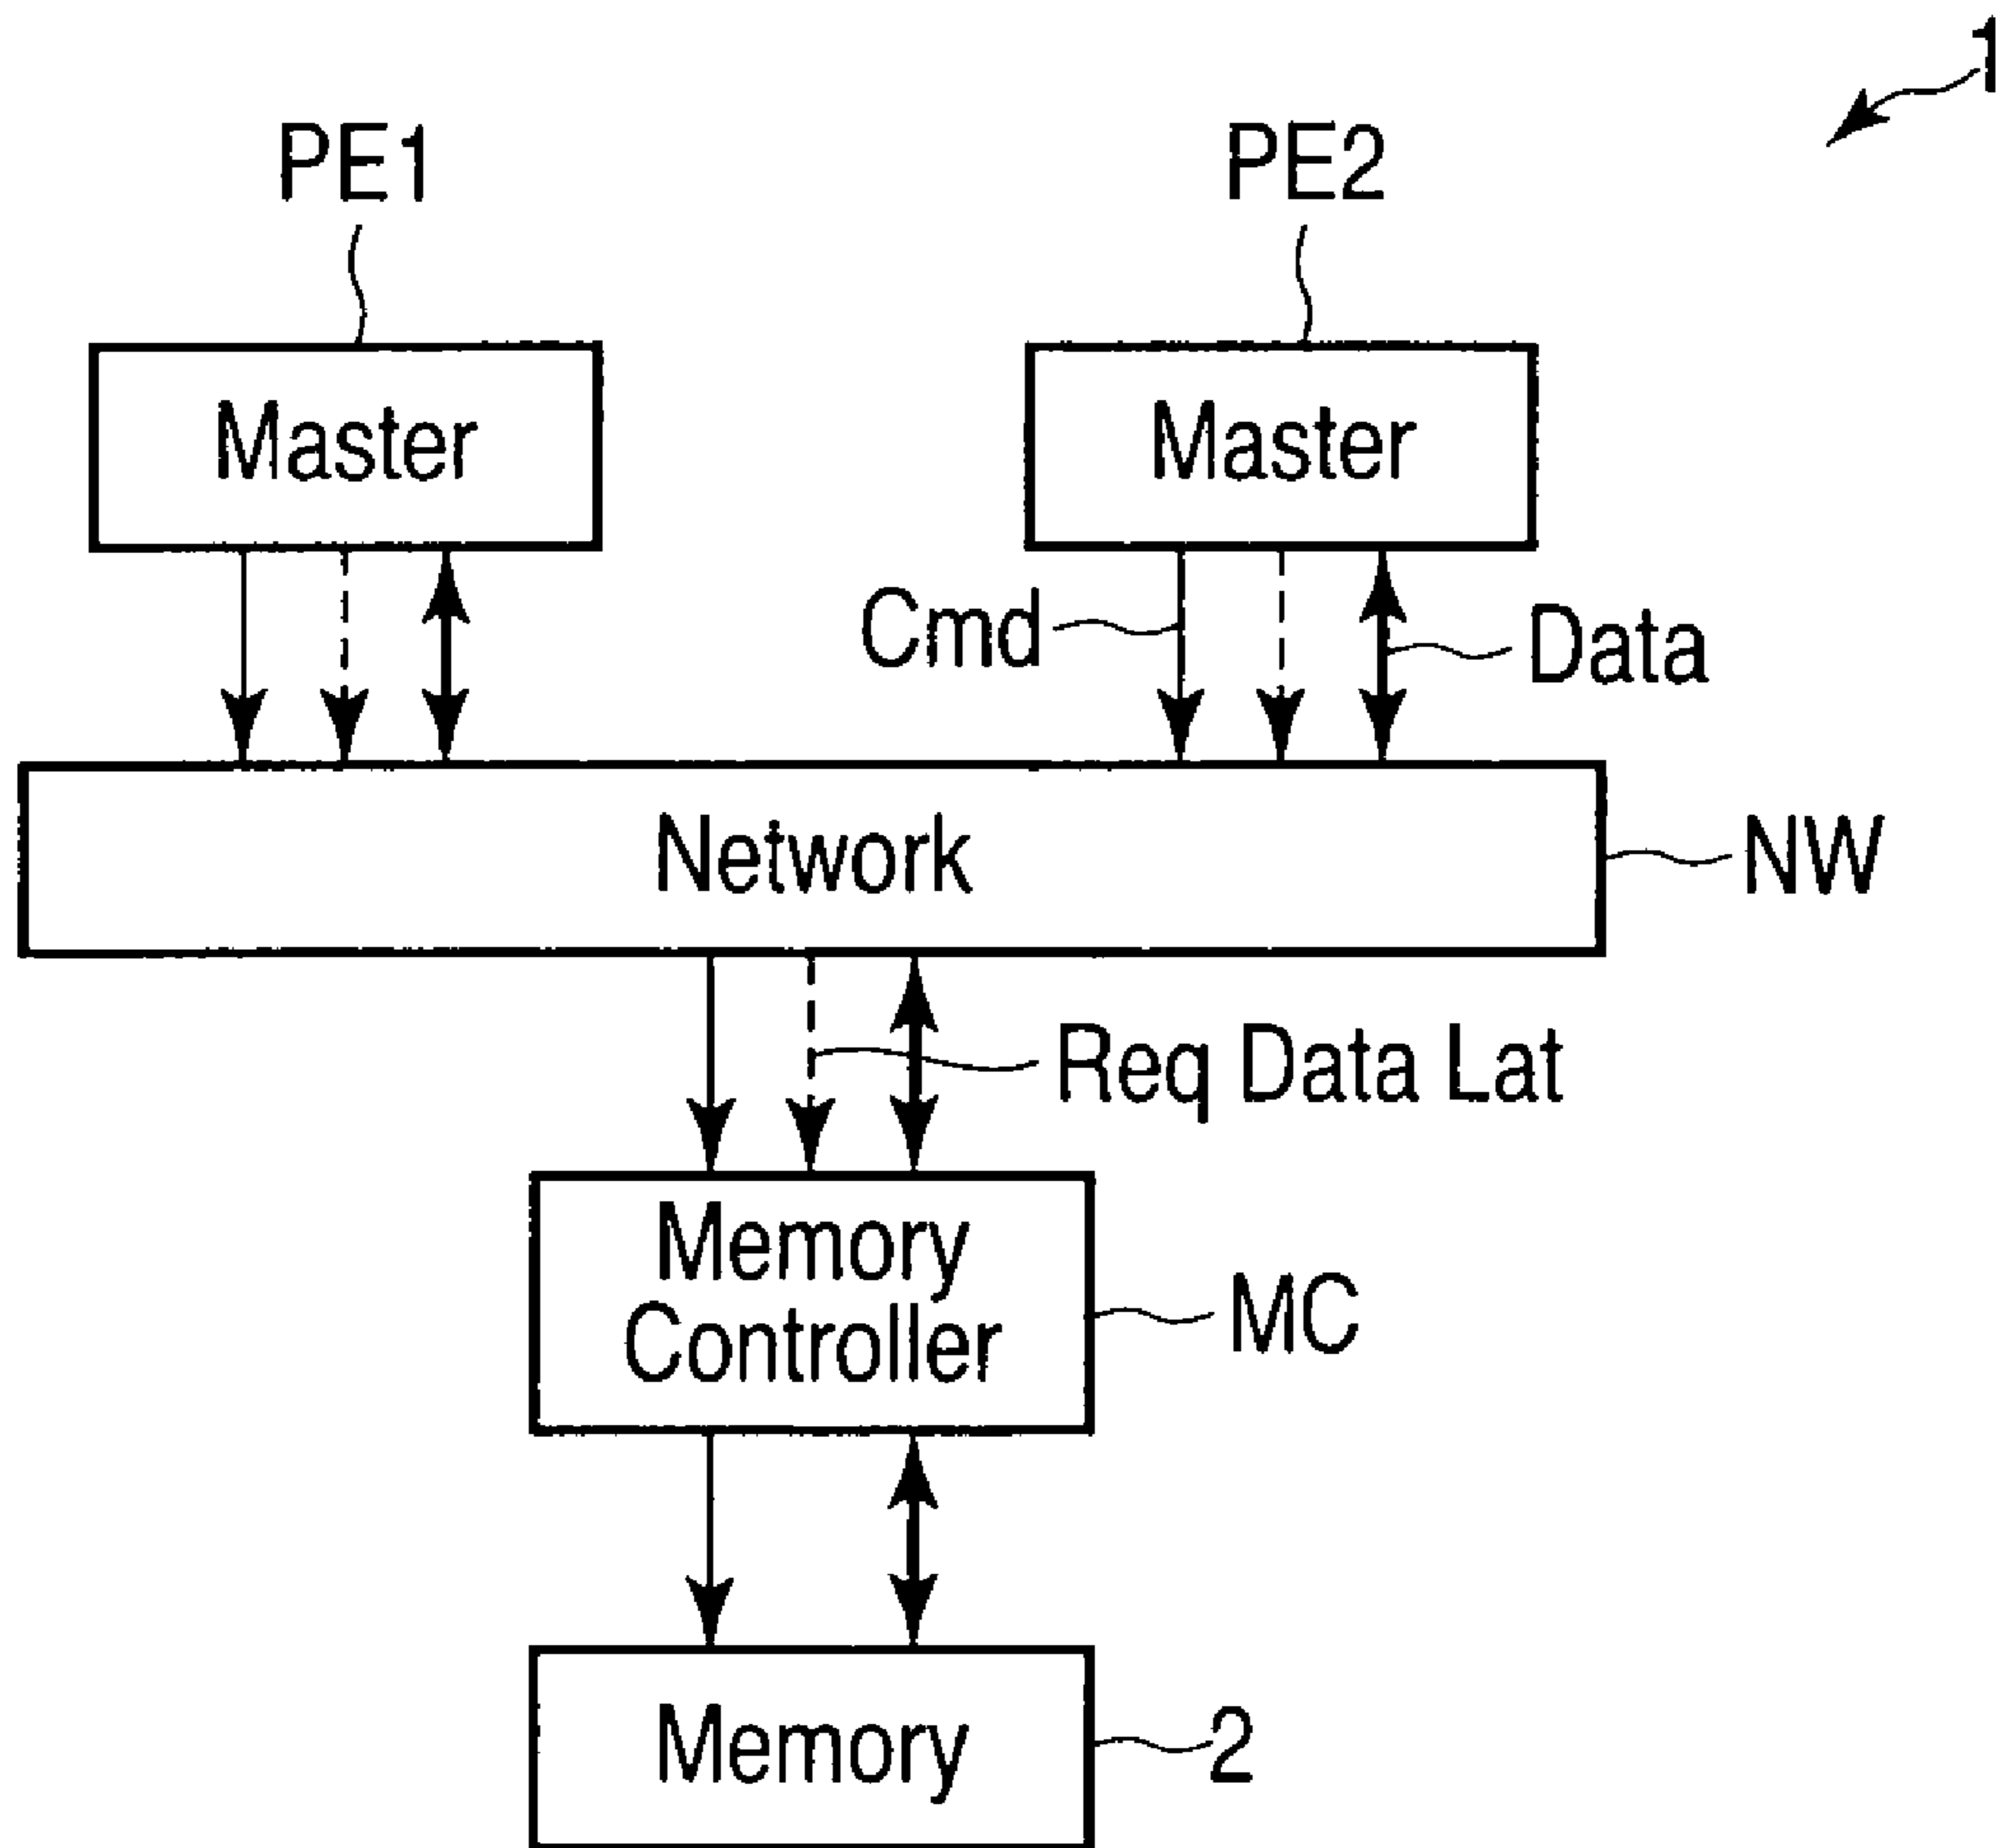 1
PE1
PE2
Master
Master
Cmd
Data
Network
NW
Req Data Lat
Memory
Controller
MC
Memory
2